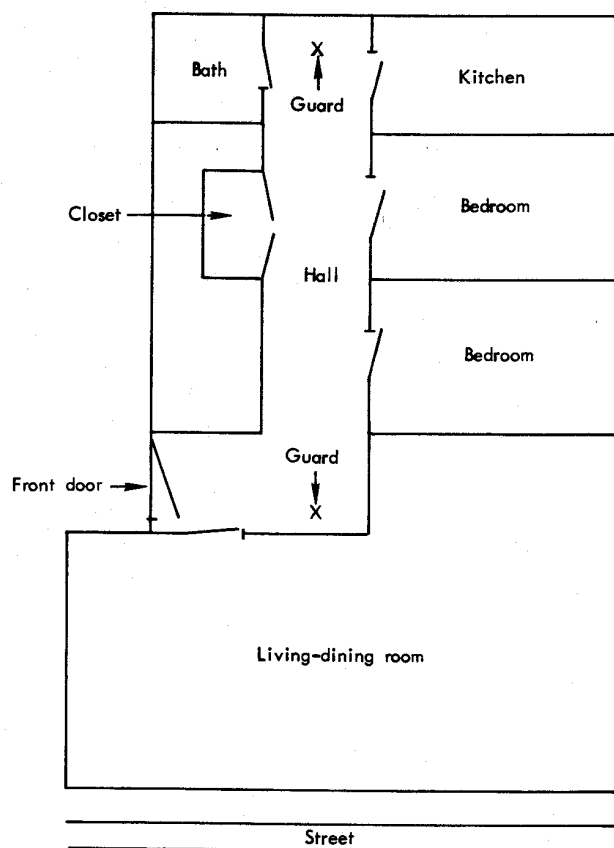 Bath
X
Guard
Kitchen
Closet
Bedroom
Hall
Bedroom
Guard
X
Front door
Living-dining room
Street